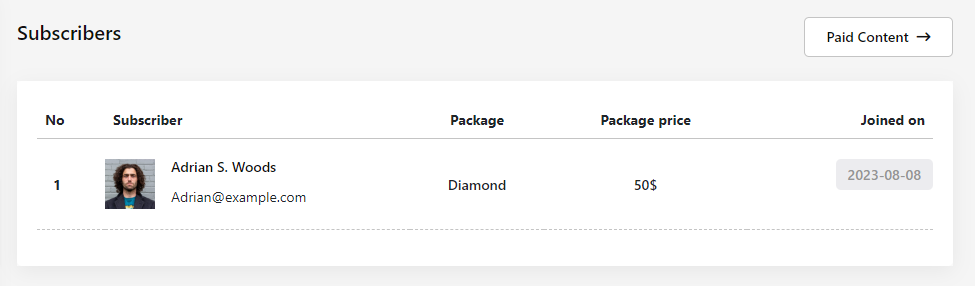 Subscribers
Paid Content →
No Subscriber Package Package price Joined on
Adrian S. Woods
1 Diamond 50$ 2023-08-08
Adrian@example.com